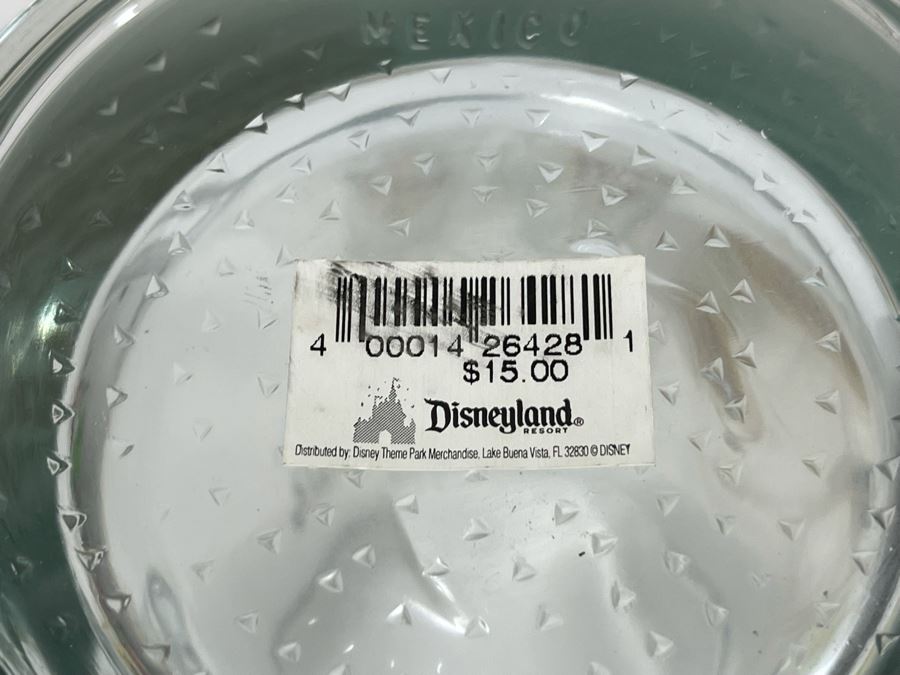 MEXICO
4 00014 26428 1
$15.00
Disneyland®
RESORT
Distributed by: Disney Theme Park Merchandise, Lake Buena Vista, FL 32830 © DISNEY